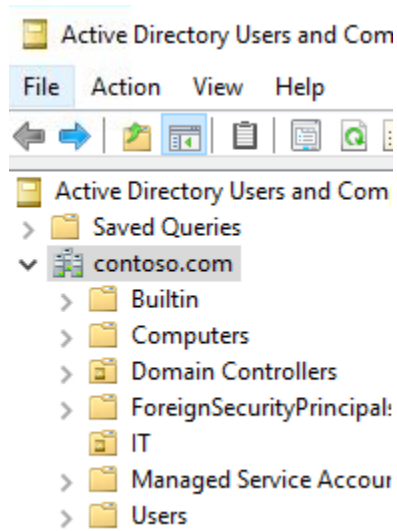 Active Directory Users and Com
File Action View Help
Active Directory Users and Com
Saved Queries
contoso.com
Builtin
Computers
Domain Controllers
ForeignSecurityPrincipals
IT
Managed Service Accour
Users